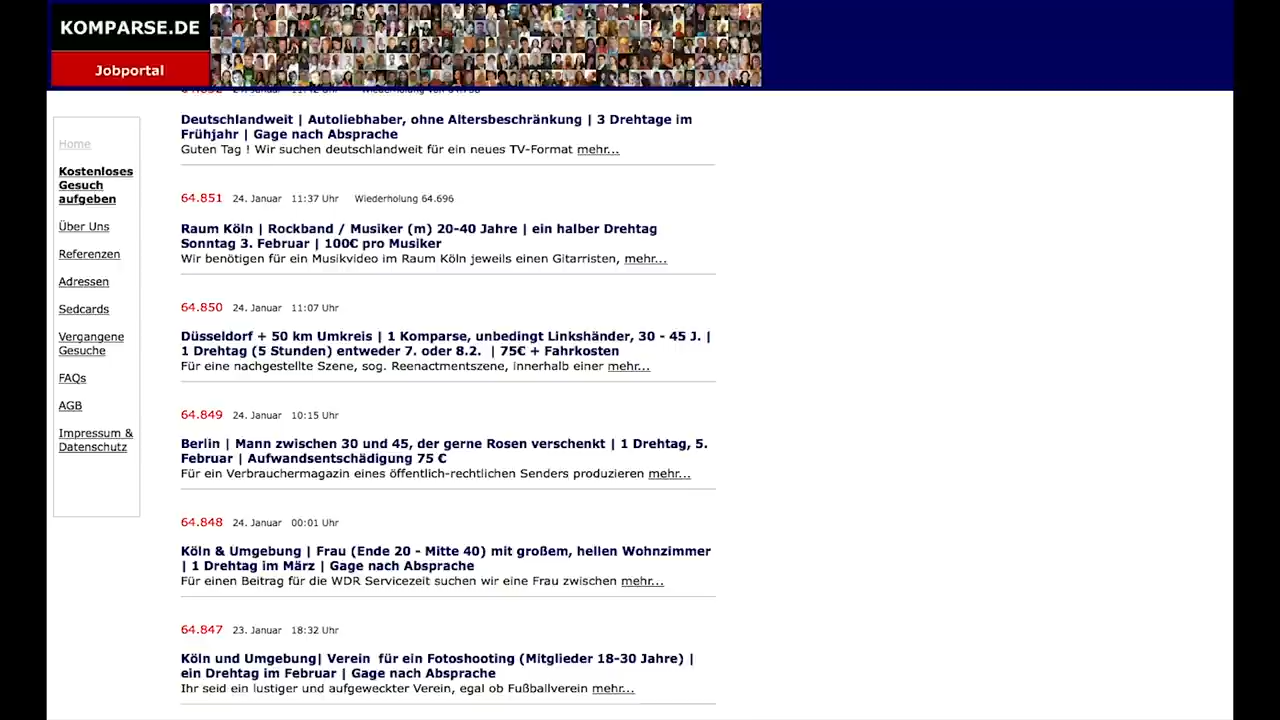 KOMPARSE.DE
Jobportal
Home
Kostenloses
Gesuch
aufgeben
Über Uns
Referenzen
Adressen
Sedcards
Vergangene
Gesuche
FAQs
AGB
Impressum &
Datenschutz
Deutschlandweit | Autoliebhaber, ohne Altersbeschränkung | 3 Drehtage im
Frühjahr | Gage nach Absprache
Guten Tag ! Wir suchen deutschlandweit für ein neues TV-Format mehr...
64.851 24. Januar 11:37 Uhr Wiederholung 64.696
Raum Köln | Rockband / Musiker (m) 20-40 Jahre | ein halber Drehtag
Sonntag 3. Februar | 100€ pro Musiker
Wir benötigen für ein Musikvideo im Raum Köln jeweils einen Gitarristen, mehr...
64.850 24. Januar 11:07 Uhr
Düsseldorf + 50 km Umkreis | 1 Komparse, unbedingt Linkshänder, 30 - 45 J. |
1 Drehtag (5 Stunden) entweder 7. oder 8.2. | 75€ + Fahrkosten
Für eine nachgestellte Szene, sog. Reenactmentszene, innerhalb einer mehr...
64.849 24. Januar 10:15 Uhr
Berlin | Mann zwischen 30 und 45, der gerne Rosen verschenkt | 1 Drehtag, 5.
Februar | Aufwandsentschädigung 75 €
Für ein Verbrauchermagazin eines öffentlich-rechtlichen Senders produzieren mehr...
64.848 24. Januar 00:01 Uhr
Köln & Umgebung | Frau (Ende 20 - Mitte 40) mit großem, hellen Wohnzimmer
| 1 Drehtag im März | Gage nach Absprache
Für einen Beitrag für die WDR Servicezeit suchen wir eine Frau zwischen mehr...
64.847 23. Januar 18:32 Uhr
Köln und Umgebung| Verein für ein Fotoshooting (Mitglieder 18-30 Jahre) |
ein Drehtag im Februar | Gage nach Absprache
Ihr seid ein lustiger und aufgeweckter Verein, egal ob Fußballverein mehr...